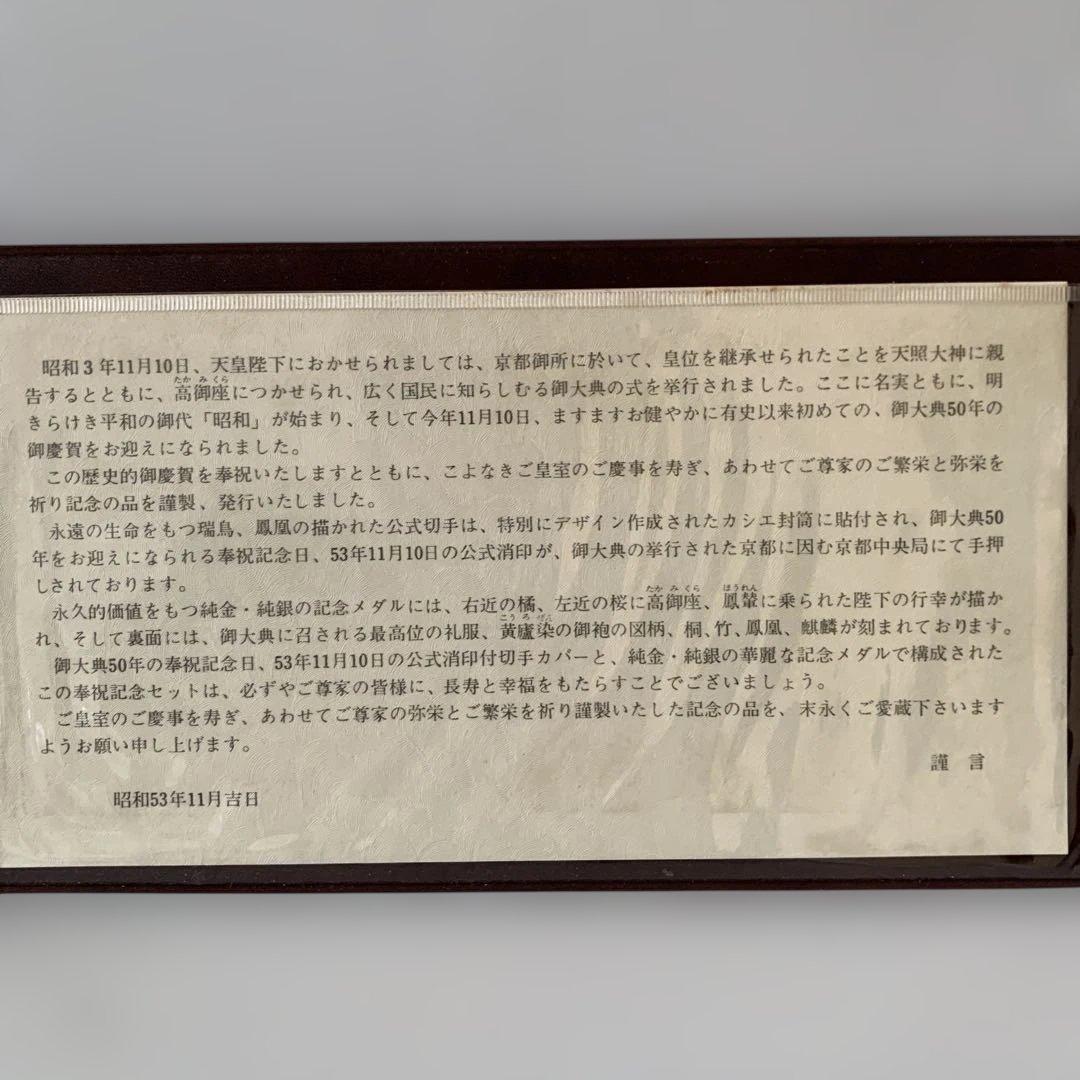 昭和3年11月10日、天皇陛下におかせられましては、京都御所に於いて、皇位を継承せられたことを天照大神に親
告するとともに、高御座につかせられ、広く国民に知らしむる御大典の式を挙行されました。ここに名実ともに、明
きらけき平和の御代「昭和」が始まり、そして今年11月10日、ますますお健やかに有史以来初めての、御大典50年の
御慶賀をお迎えになられました。
この歴史的御慶賀を奉祝いたしますとともに、こよなきご皇室のご慶事を寿ぎ、あわせてご尊家のご繁栄と弥栄を
祈り記念の品を謹製、発行いたしました。
永遠の生命をもつ瑞鳥、鳳凰の描かれた公式切手は、特別にデザイン作成されたカシエ封筒に貼付され、御大典50
年をお迎えになられる奉祝記念日、53年11月10日の公式消印が、御大典の挙行された京都に因む京都中央局にて手押
しされております。
永久的価値をもつ純金・純銀の記念メダルには、右近の橘、左近の桜に高御座、鳳輦に乗られた陛下の行幸が描か
れ、そして裏面には、御大典に召される最高位の礼服、黄廬染の御袍の図柄、桐、竹、鳳凰、麒麟が刻まれております。
御大典50年の奉祝記念日、53年11月10日の公式消印付切手カバーと、純金・純銀の華麗な記念メダルで構成された
この奉祝記念セットは、必ずやご尊家の皆様に、長寿と幸福をもたらすことでございましょう。
ご皇室のご慶事を寿ぎ、あわせてご尊家の弥栄とご繁栄を祈り謹製いたした記念の品を、末永くご愛蔵下さいます
ようお願い申し上げます。
謹言
昭和53年11月吉日